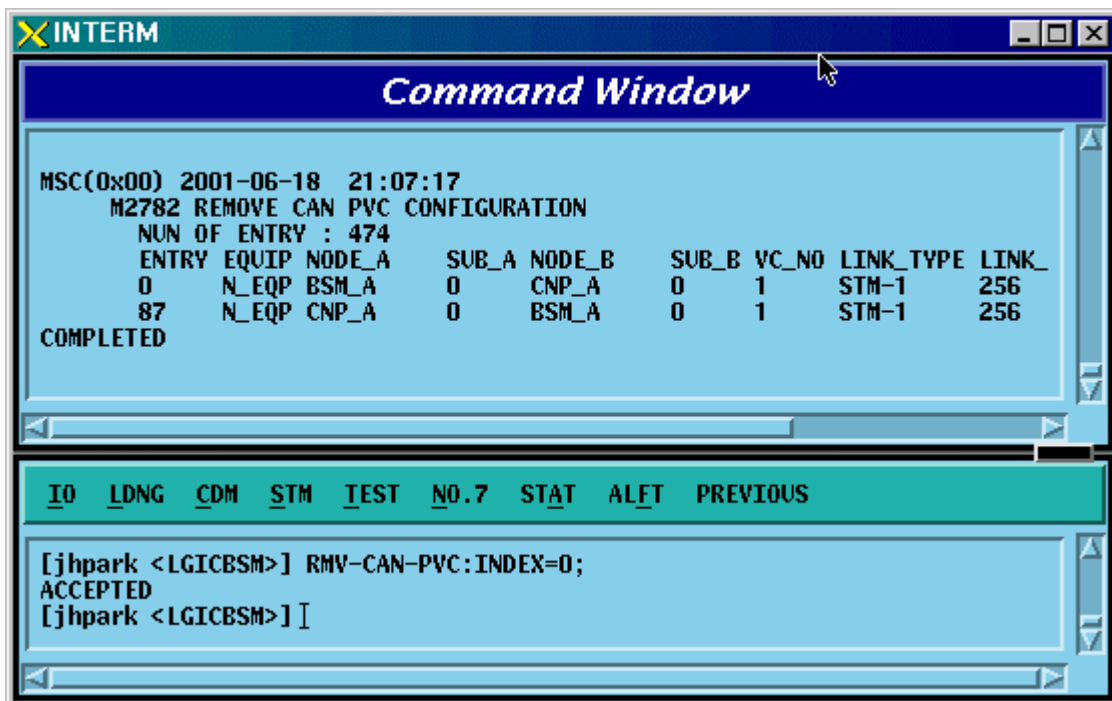 INTERM
Command Window
MSC(0x00) 2001-06-18 21:07:17
M2782 REMOVE CAN PVC CONFIGURATION
NUN OF ENTRY : 474
ENTRY EQUIP NODE_A SUB_A NODE_B SUB_B VC_NO LINK_TYPE LINK_
0 N_EQP BSM_A 0 CNP_A 0 1 STM-1 256
87 N_EQP CNP_A 0 BSM_A 0 1 STM-1 256
COMPLETED
IO LDNG CDM STM TEST NO.7 STAT ALFT PREVIOUS
[jhpark <LGICBSM>] RMV-CAN-PVC:INDEX=0;
ACCEPTED
[jhpark <LGICBSM>]